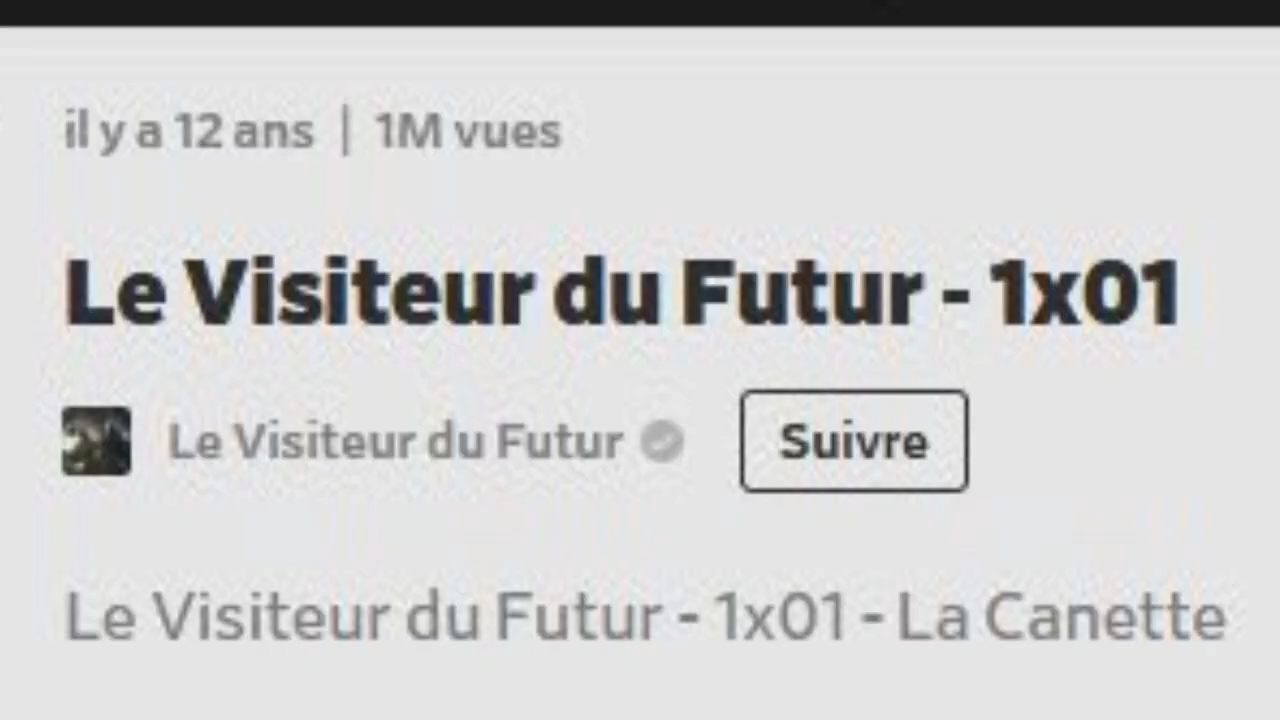 il y a 12 ans | 1M vues
Le Visiteur du Futur - 1x01
Le Visiteur du Futur Suivre
Le Visiteur du Futur - 1x01 - La Canette